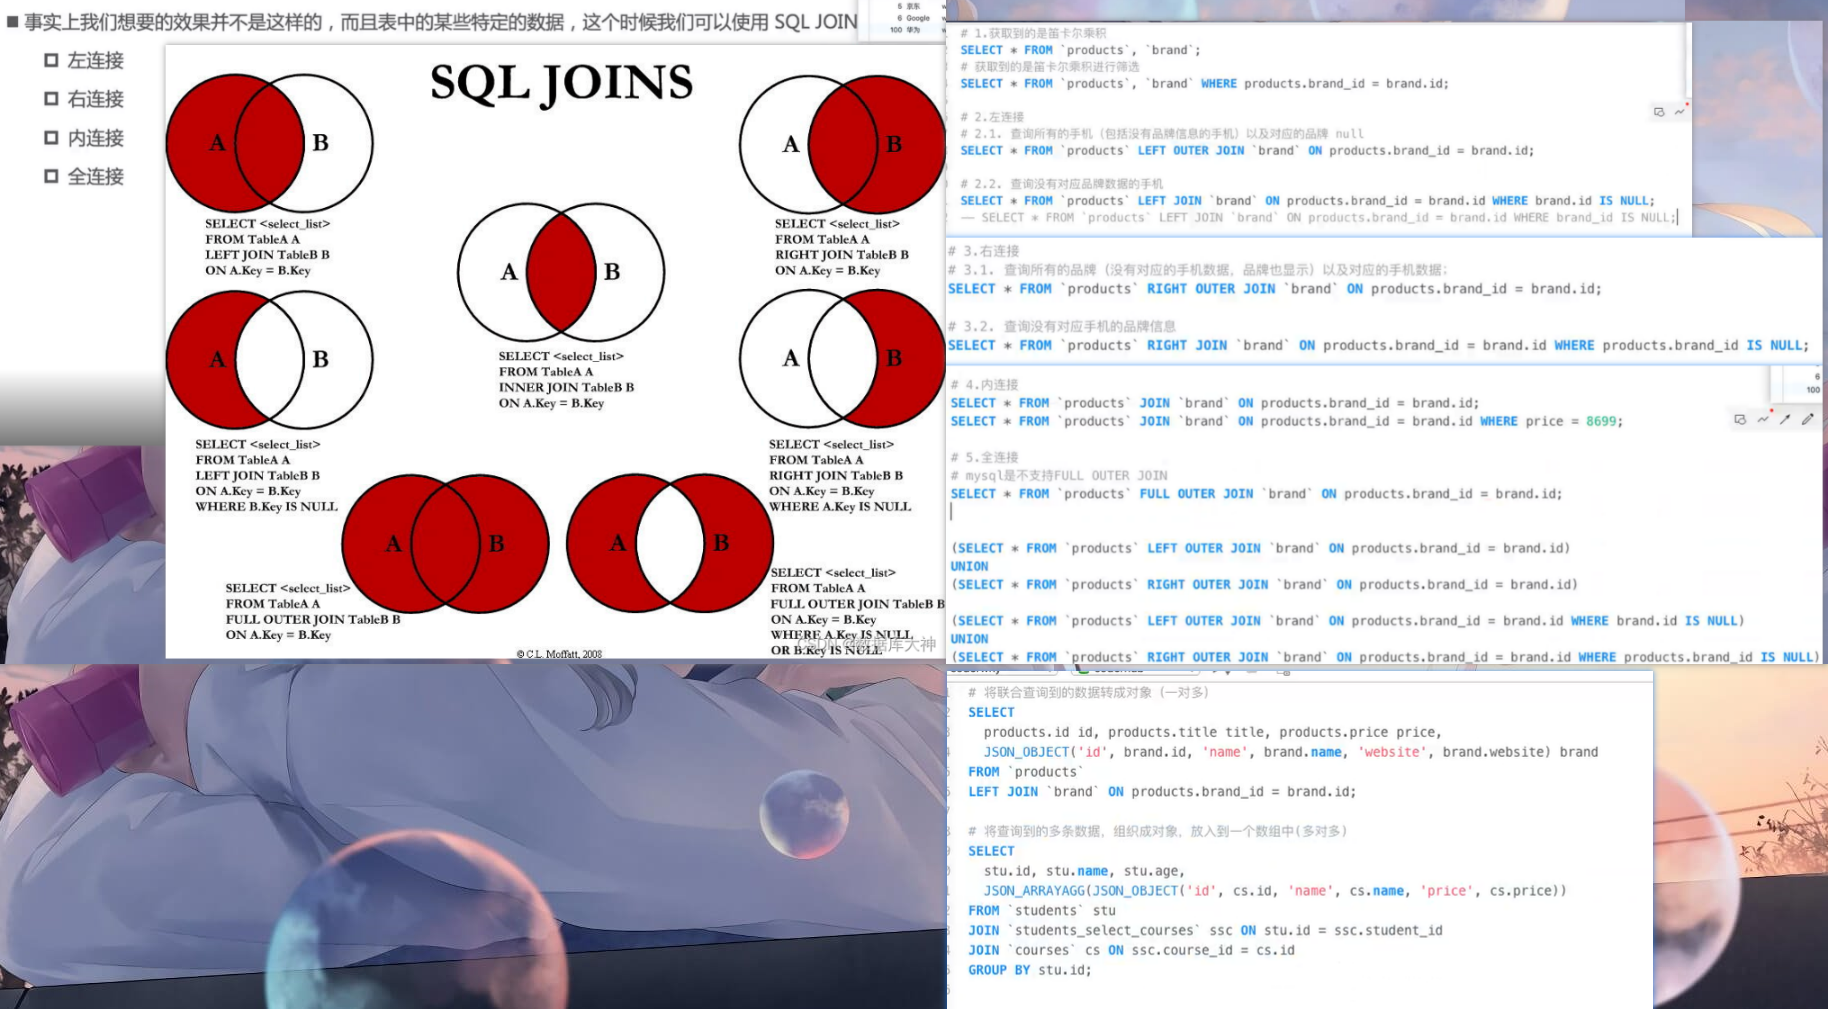 ■ 事实上我们想要的效果并不是这样的，而且表中的某些特定的数据，这个时候我们可以使用 SQL JOIN
左连接
右连接
内连接
全连接
5 京东
6 Google
100 华为
SQL JOINS
A B
SELECT <select_list>
FROM TableA A
LEFT JOIN TableB B
ON A.Key = B.Key
A B
SELECT <select_list>
FROM TableA A
RIGHT JOIN TableB B
ON A.Key = B.Key
A B
SELECT <select_list>
FROM TableA A
INNER JOIN TableB B
ON A.Key = B.Key
A B
SELECT <select_list>
FROM TableA A
LEFT JOIN TableB B
ON A.Key = B.Key
WHERE B.Key IS NULL
A B
SELECT <select_list>
FROM TableA A
RIGHT JOIN TableB B
ON A.Key = B.Key
WHERE A.Key IS NULL
A B
SELECT <select_list>
FROM TableA A
FULL OUTER JOIN TableB B
ON A.Key = B.Key
A B
SELECT <select_list>
FROM TableA A
FULL OUTER JOIN TableB B
ON A.Key = B.Key
WHERE A.Key IS NULL
OR B.Key IS NULL
© C.L. Moffatt, 2008
CSDN @数据库大神
# 1.获取到的是笛卡尔乘积
SELECT * FROM `products`, `brand`;
# 获取到的是笛卡尔乘积进行筛选
SELECT * FROM `products`, `brand` WHERE products.brand_id = brand.id;
# 2.左连接
# 2.1. 查询所有的手机（包括没有品牌信息的手机）以及对应的品牌 null
SELECT * FROM `products` LEFT OUTER JOIN `brand` ON products.brand_id = brand.id;
# 2.2. 查询没有对应品牌数据的手机
SELECT * FROM `products` LEFT JOIN `brand` ON products.brand_id = brand.id WHERE brand.id IS NULL;
-- SELECT * FROM `products` LEFT JOIN `brand` ON products.brand_id = brand.id WHERE brand_id IS NULL;
# 3.右连接
# 3.1. 查询所有的品牌（没有对应的手机数据，品牌也显示）以及对应的手机数据;
SELECT * FROM `products` RIGHT OUTER JOIN `brand` ON products.brand_id = brand.id;
# 3.2. 查询没有对应手机的品牌信息
SELECT * FROM `products` RIGHT JOIN `brand` ON products.brand_id = brand.id WHERE products.brand_id IS NULL;
6
100
# 4.内连接
SELECT * FROM `products` JOIN `brand` ON products.brand_id = brand.id;
SELECT * FROM `products` JOIN `brand` ON products.brand_id = brand.id WHERE price = 8699;
# 5.全连接
# mysql是不支持FULL OUTER JOIN
SELECT * FROM `products` FULL OUTER JOIN `brand` ON products.brand_id = brand.id;
(SELECT * FROM `products` LEFT OUTER JOIN `brand` ON products.brand_id = brand.id)
UNION
(SELECT * FROM `products` RIGHT OUTER JOIN `brand` ON products.brand_id = brand.id)
(SELECT * FROM `products` LEFT OUTER JOIN `brand` ON products.brand_id = brand.id WHERE brand.id IS NULL)
UNION
(SELECT * FROM `products` RIGHT OUTER JOIN `brand` ON products.brand_id = brand.id WHERE products.brand_id IS NULL)
# 将联合查询到的数据转成对象（一对多）
SELECT
products.id id, products.title title, products.price price,
JSON_OBJECT('id', brand.id, 'name', brand.name, 'website', brand.website) brand
FROM `products`
LEFT JOIN `brand` ON products.brand_id = brand.id;
# 将查询到的多条数据，组织成对象，放入到一个数组中(多对多)
SELECT
stu.id, stu.name, stu.age,
JSON_ARRAYAGG(JSON_OBJECT('id', cs.id, 'name', cs.name, 'price', cs.price))
FROM `students` stu
JOIN `students_select_courses` ssc ON stu.id = ssc.student_id
JOIN `courses` cs ON ssc.course_id = cs.id
GROUP BY stu.id;